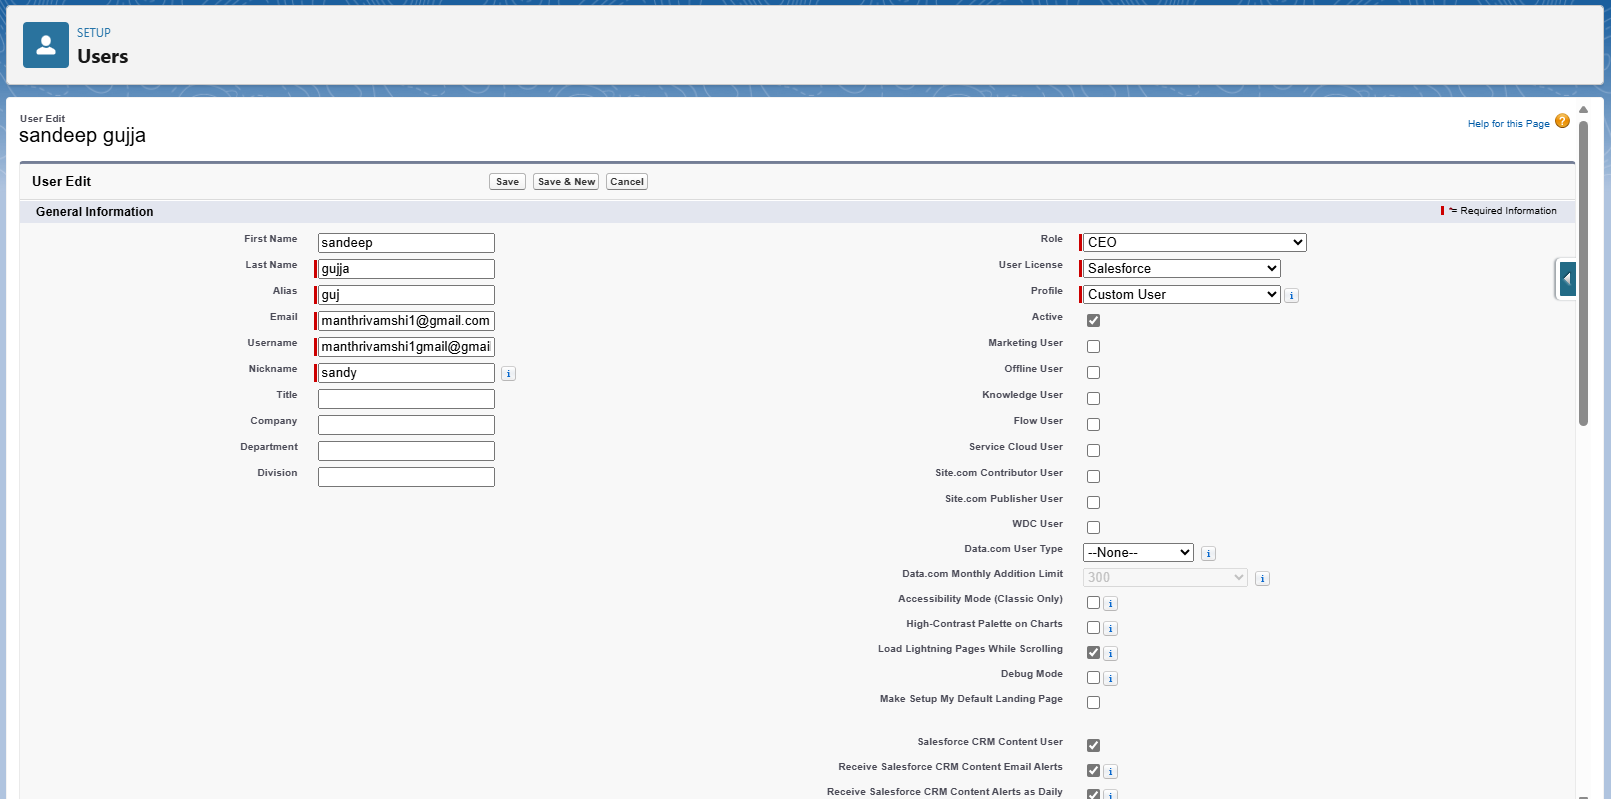 SETUP
Users
User Edit
sandeep gujja
Help for this Page ?
User Edit
Save
Save & New
Cancel
General Information
*= Required Information
First Name
sandeep
Last Name
gujja
Alias
guj
Email
manthrivamshi1@gmail.com
Username
manthrivamshi1gmail@gmai
Nickname
sandy
i
Title
Company
Department
Division
Role
CEO
User License
Salesforce
Profile
Custom User
i
Active
Marketing User
Offline User
Knowledge User
Flow User
Service Cloud User
Site.com Contributor User
Site.com Publisher User
WDC User
Data.com User Type
--None--
i
Data.com Monthly Addition Limit
300
i
Accessibility Mode (Classic Only)
i
High-Contrast Palette on Charts
i
Load Lightning Pages While Scrolling
i
Debug Mode
i
Make Setup My Default Landing Page
Salesforce CRM Content User
Receive Salesforce CRM Content Email Alerts
i
Receive Salesforce CRM Content Alerts as Daily
i